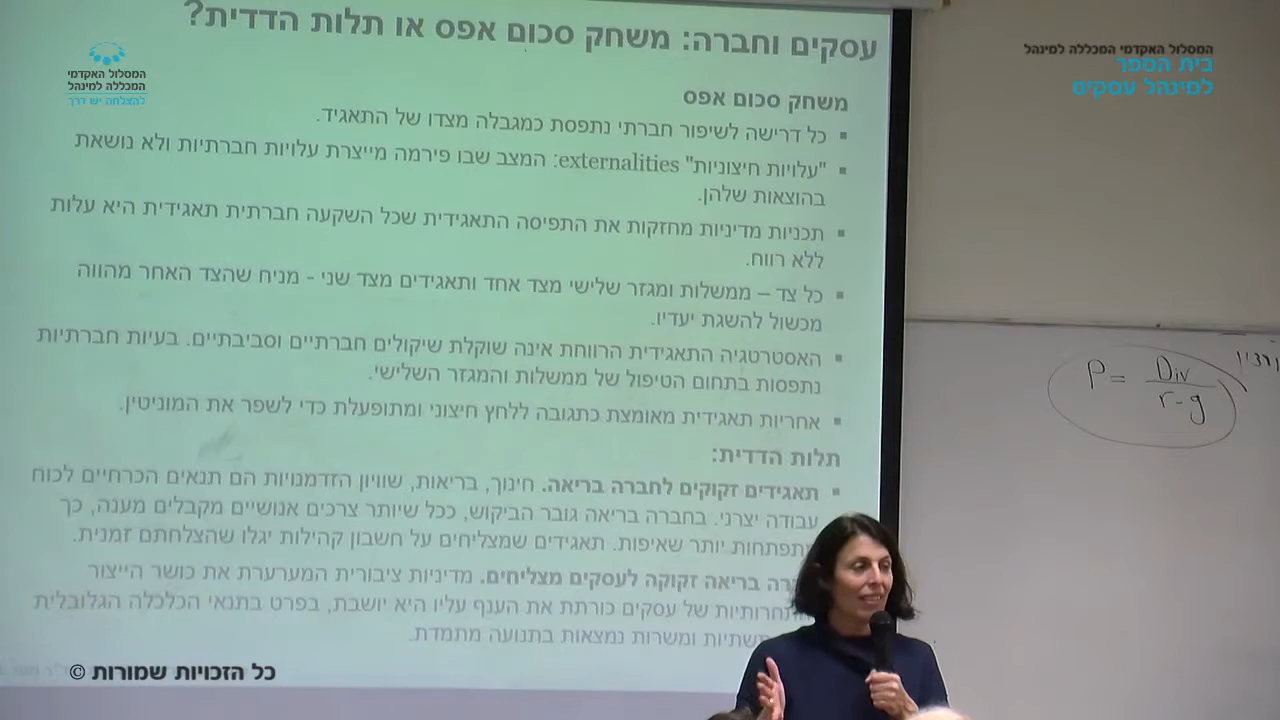 עסקים וחברה: משחק סכום אפס או תלות הדדית?
המסלול האקדמי המכללה למינהל
בית הספר
למינהל עסקים
המסלול האקדמי
המכללה למינהל
להצלחה יש דרך
משחק סכום אפס
▪ כל דרישה לשיפור חברתי נתפסת כמגבלה מצדו של התאגיד.
▪ "עלויות חיצוניות" externalities: המצב שבו פירמה מייצרת עלויות חברתיות ולא נושאת
בהוצאות שלהן.
▪ תכניות מדיניות מחזקות את התפיסה התאגידית שכל השקעה חברתית תאגידית היא עלות
ללא רווח.
▪ כל צד – ממשלות ומגזר שלישי מצד אחד ותאגידים מצד שני - מניח שהצד האחר מהווה
מכשול להשגת יעדיו.
▪ האסטרטגיה התאגידית הרווחת אינה שוקלת שיקולים חברתיים וסביבתיים. בעיות חברתיות
נתפסות בתחום הטיפול של ממשלות והמגזר השלישי.
▪ אחריות תאגידית מאומצת כתגובה ללחץ חיצוני ומתופעלת כדי לשפר את המוניטין.
תלות הדדית:
▪ תאגידים זקוקים לחברה בריאה. חינוך, בריאות, שוויון הזדמנויות הם תנאים הכרחיים לכוח
עבודה יצרני. בחברה בריאה גובר הביקוש, ככל שיותר צרכים אנושיים מקבלים מענה, כך
מתפתחות יותר שאיפות. תאגידים שמצליחים על חשבון קהילות יגלו שהצלחתם זמנית.
בריאה זקוקה לעסקים מצליחים. מדיניות ציבורית המערערת את כושר הייצור
של עסקים כורתת את הענף עליו היא יושבת, בפרט בתנאי הכלכלה הגלובלית
ומשרות נמצאות בתנועה מתמדת.
כל הזכויות שמורות ©
P = Div / r-g